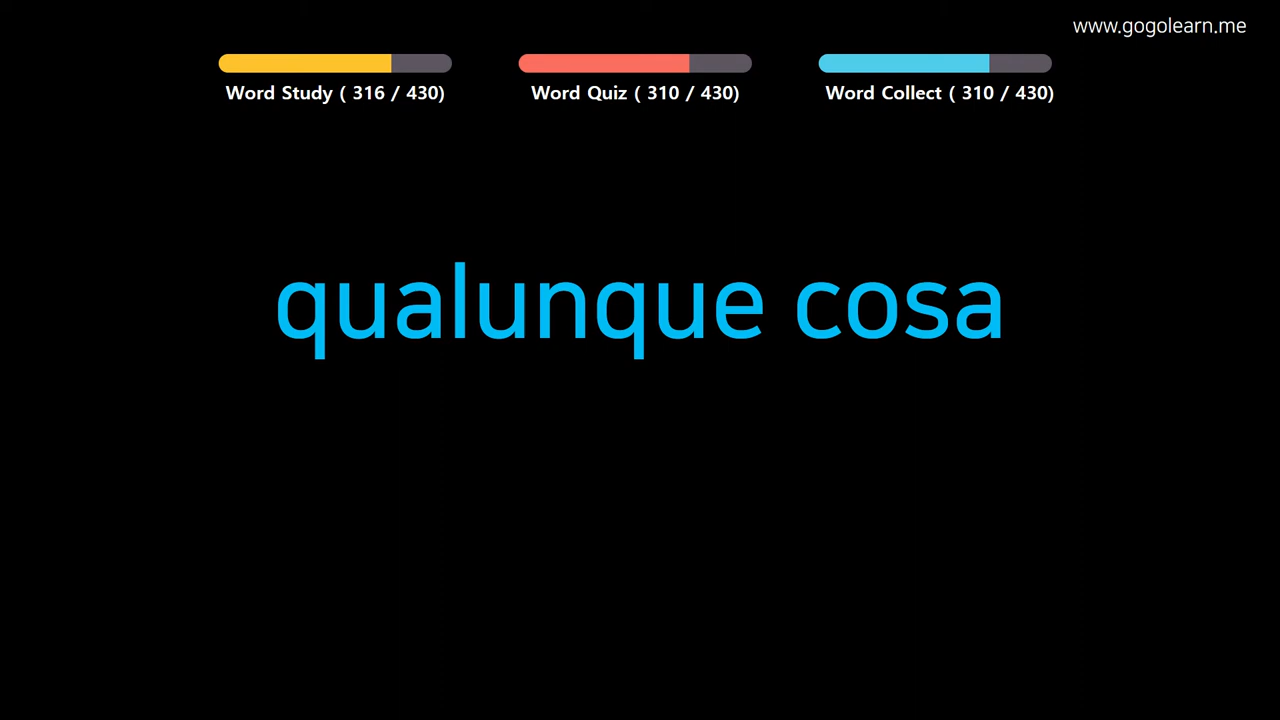 www.gogolearn.me
Word Study ( 316 / 430)
Word Quiz ( 310 / 430)
Word Collect ( 310 / 430)
qualunque cosa